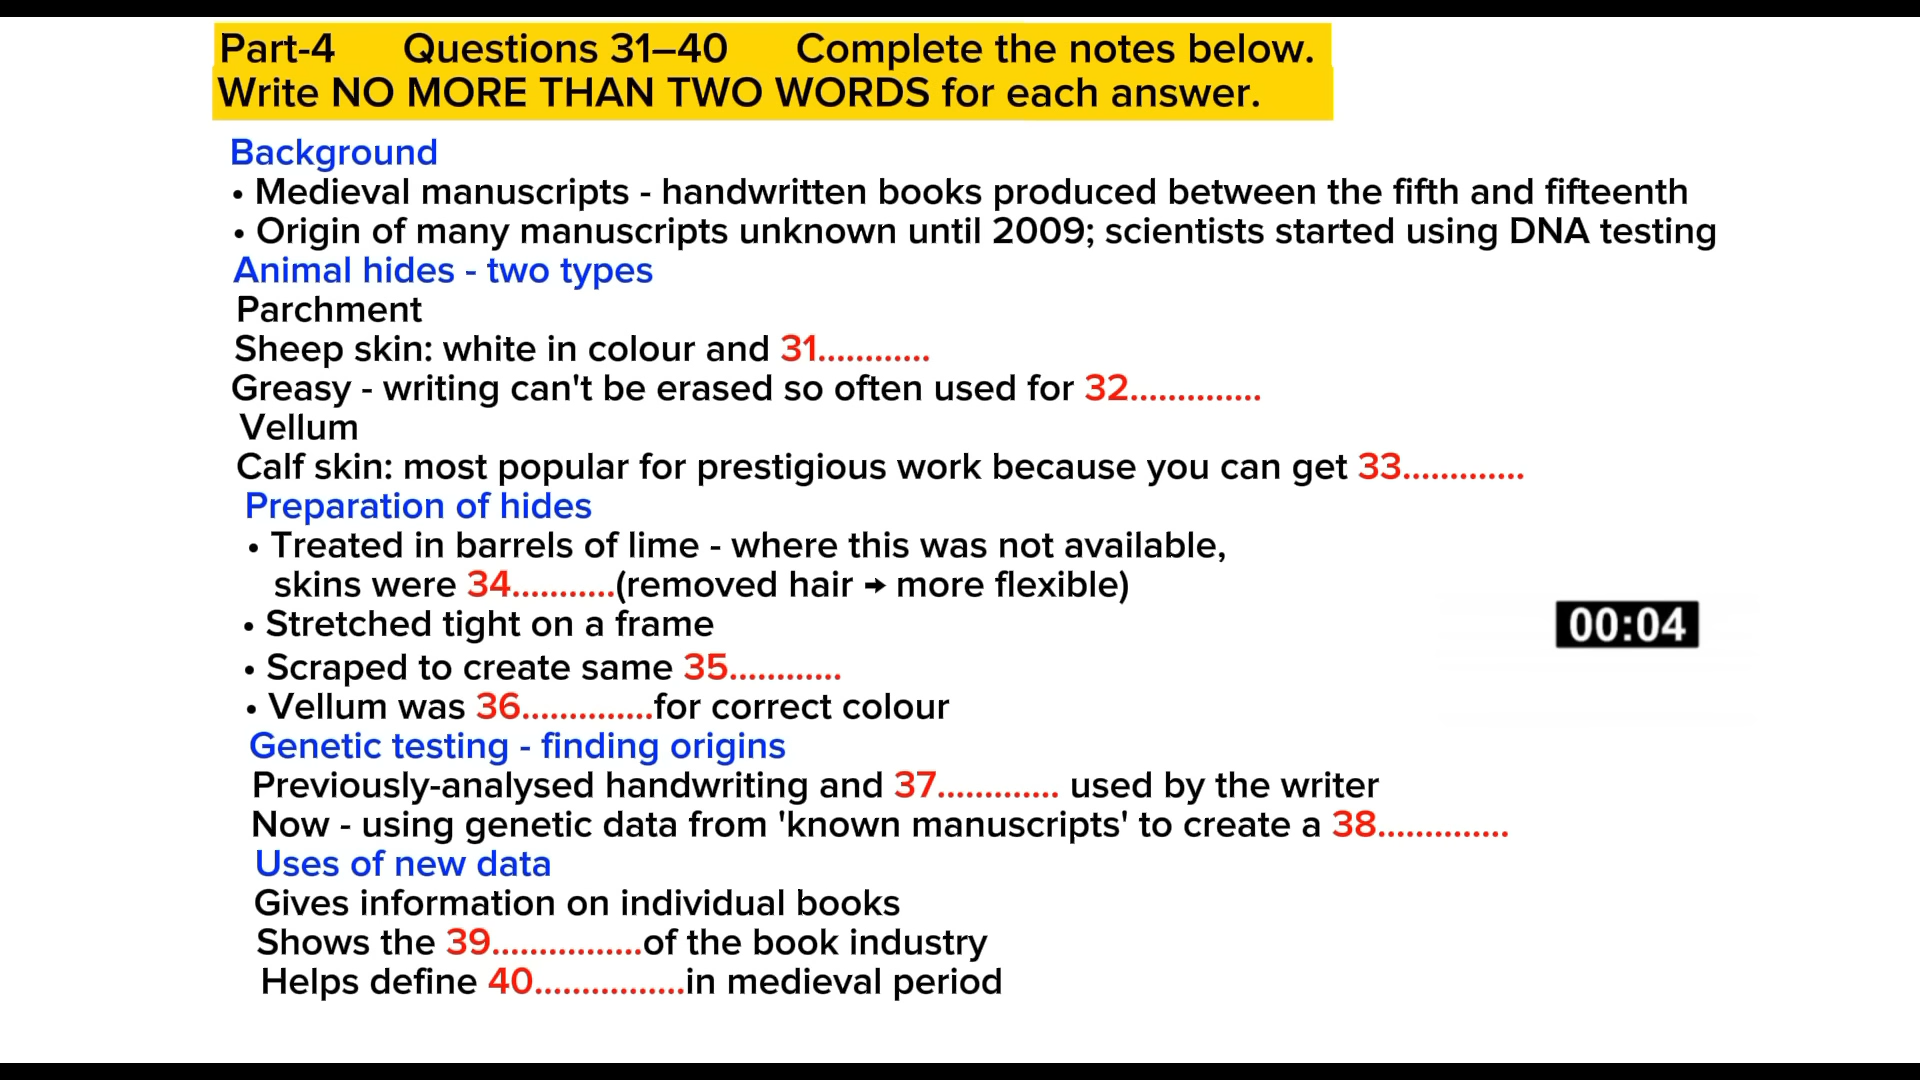 Part-4 Questions 31–40 Complete the notes below.
Write NO MORE THAN TWO WORDS for each answer.
Background
• Medieval manuscripts - handwritten books produced between the fifth and fifteenth
• Origin of many manuscripts unknown until 2009; scientists started using DNA testing
Animal hides - two types
Parchment
Sheep skin: white in colour and 31............
Greasy - writing can't be erased so often used for 32..............
Vellum
Calf skin: most popular for prestigious work because you can get 33.............
Preparation of hides
• Treated in barrels of lime - where this was not available,
skins were 34...........(removed hair → more flexible)
• Stretched tight on a frame
00:04
• Scraped to create same 35............
• Vellum was 36..............for correct colour
Genetic testing - finding origins
Previously-analysed handwriting and 37............. used by the writer
Now - using genetic data from 'known manuscripts' to create a 38..............
Uses of new data
Gives information on individual books
Shows the 39................of the book industry
Helps define 40................in medieval period